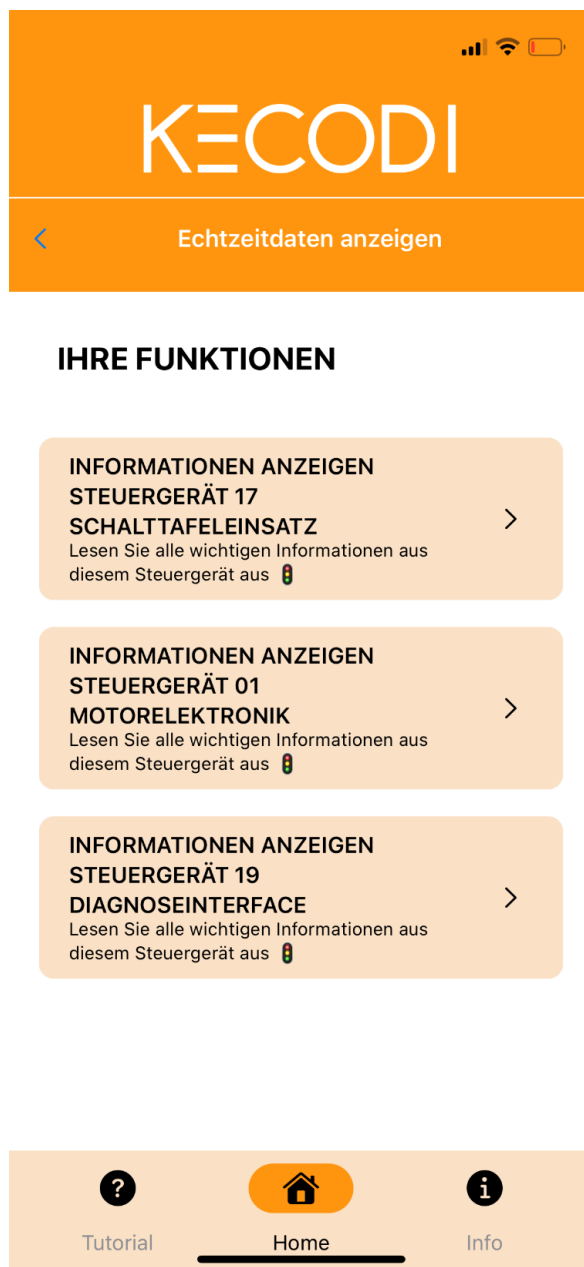 KECODI
Echtzeitdaten anzeigen
IHRE FUNKTIONEN
INFORMATIONEN ANZEIGEN
STEUERGERÄT 17
SCHALTTAFELEINSATZ
Lesen Sie alle wichtigen Informationen aus
diesem Steuergerät aus 🚦
INFORMATIONEN ANZEIGEN
STEUERGERÄT 01
MOTORELEKTRONIK
Lesen Sie alle wichtigen Informationen aus
diesem Steuergerät aus 🚦
INFORMATIONEN ANZEIGEN
STEUERGERÄT 19
DIAGNOSEINTERFACE
Lesen Sie alle wichtigen Informationen aus
diesem Steuergerät aus 🚦
Tutorial
Home
Info